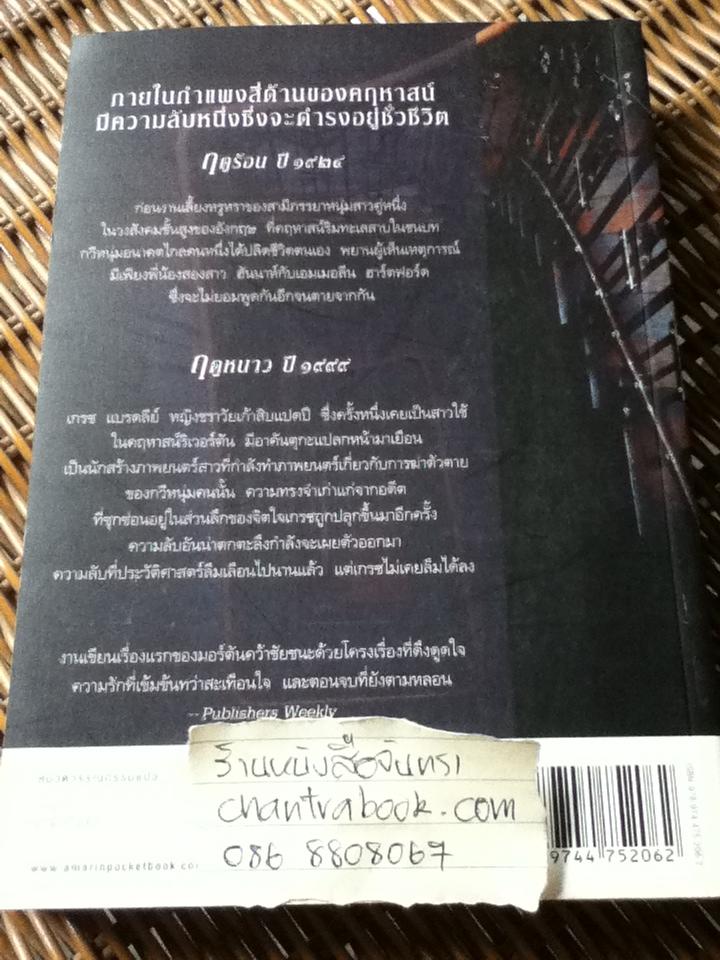 ภายในกำแพงสี่ด้านของคฤหาสน์
มีความลับหนึ่งซึ่งจะดำรงอยู่ชั่วชีวิต
ฤดูร้อน ปี ๑๙๒๔
ก่อนงานเลี้ยงหรูหราของสามีภรรยาหนุ่มสาวคู่หนึ่ง
ในวงสังคมชั้นสูงของอังกฤษ ที่คฤหาสน์ริมทะเลสาบในชนบท
กวีหนุ่มอนาคตไกลคนหนึ่งได้ปลิดชีวิตตนเอง พยานผู้เห็นเหตุการณ์
มีเพียงพี่น้องสองสาว ฮันนาห์กับเอมเมอลีน ฮาร์ตฟอร์ด
ซึ่งจะไม่ยอมพูดกันอีกจนตายจากกัน
ฤดูหนาว ปี ๑๙๙๙
เกรซ แบรดลีย์ หญิงชราวัยเก้าสิบแปดปี ซึ่งครั้งหนึ่งเคยเป็นสาวใช้
ในคฤหาสน์ริเวอร์ตัน มีอาคันตุกะแปลกหน้ามาเยือน
เป็นนักสร้างภาพยนตร์สาวที่กำลังทำภาพยนตร์เกี่ยวกับการฆ่าตัวตาย
ของกวีหนุ่มคนนั้น ความทรงจำเก่าแก่จากอดีต
ที่ซุกซ่อนอยู่ในส่วนลึกของจิตใจเกรซถูกปลุกขึ้นมาอีกครั้ง
ความลับอันน่าตกตะลึงกำลังจะเผยตัวออกมา
ความลับที่ประวัติศาสตร์ลืมเลือนไปนานแล้ว แต่เกรซไม่เคยลืมได้ลง
งานเขียนเรื่องแรกของมอร์ตันคว้าชัยชนะด้วยโครงเรื่องที่ตึงดูดใจ
ความรักที่เข้มข้นทว่าสะเทือนใจ และตอนจบที่ยังตามหลอน
-- Publishers Weekly
ร้านหนังสือจันทรา
chantrabook.com
086 8808067
หมวดวรรณกรรมแปล
www.amarinpocketbook.co
9744 752062